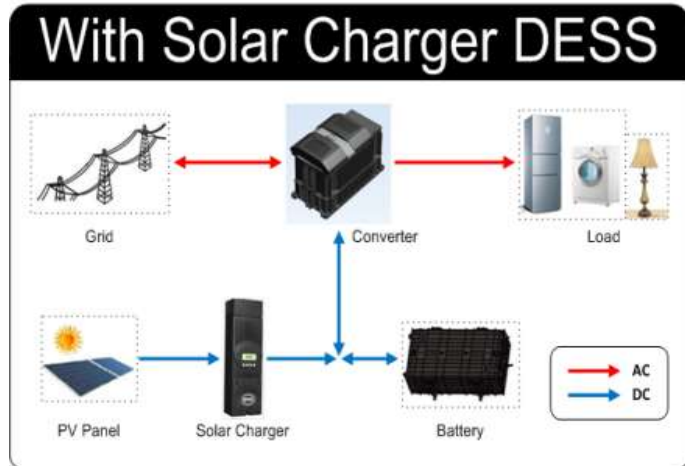 With Solar Charger DESS
Grid
Converter
Load
PV Panel
Solar Charger
Battery
AC
DC